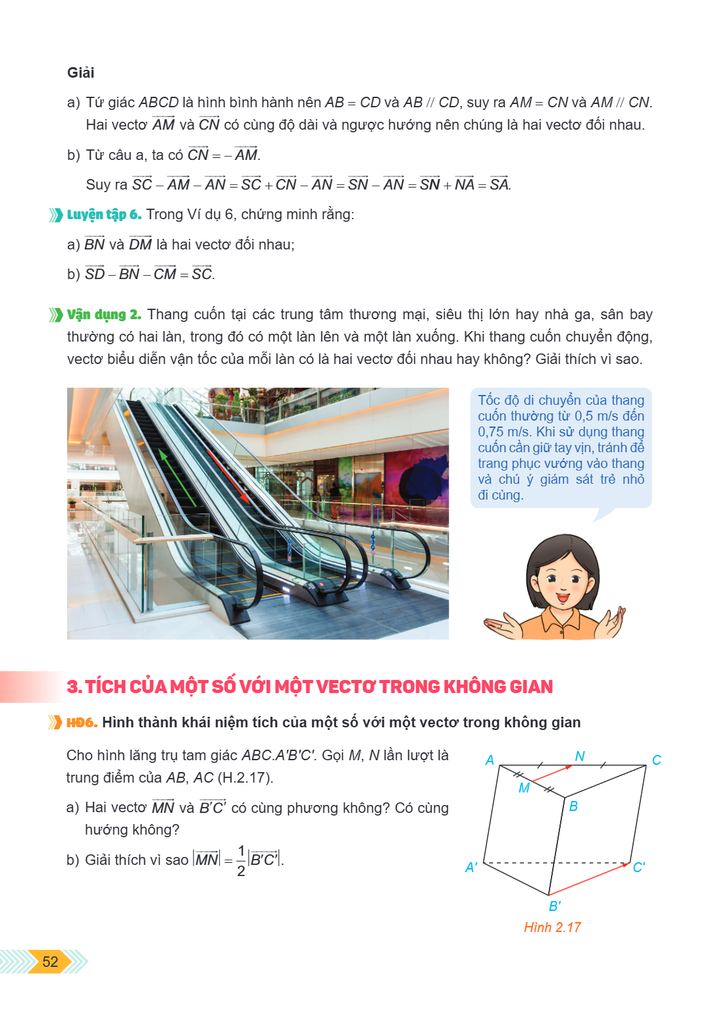 Giải
a) Tứ giác ABCD là hình bình hành nên AB = CD và AB // CD, suy ra AM = CN và AM // CN.
Hai vectơ $\overrightarrow{AM}$ và $\overrightarrow{CN}$ có cùng độ dài và ngược hướng nên chúng là hai vectơ đối nhau.
b) Từ câu a, ta có $\overrightarrow{CN} = -\overrightarrow{AM}$.
Suy ra $\overrightarrow{SC} - \overrightarrow{AM} - \overrightarrow{AN} = \overrightarrow{SC} + \overrightarrow{CN} - \overrightarrow{AN} = \overrightarrow{SN} - \overrightarrow{AN} = \overrightarrow{SN} + \overrightarrow{NA} = \overrightarrow{SA}$.
Luyện tập 6. Trong Ví dụ 6, chứng minh rằng:
a) $\overrightarrow{BN}$ và $\overrightarrow{DM}$ là hai vectơ đối nhau;
b) $\overrightarrow{SD} - \overrightarrow{BN} - \overrightarrow{CM} = \overrightarrow{SC}$.
Vận dụng 2. Thang cuốn tại các trung tâm thương mại, siêu thị lớn hay nhà ga, sân bay
thường có hai làn, trong đó có một làn lên và một làn xuống. Khi thang cuốn chuyển động,
vectơ biểu diễn vận tốc của mỗi làn có là hai vectơ đối nhau hay không? Giải thích vì sao.
Tốc độ di chuyển của thang
cuốn thường từ 0,5 m/s đến
0,75 m/s. Khi sử dụng thang
cuốn cần giữ tay vịn, tránh để
trang phục vướng vào thang
và chú ý giám sát trẻ nhỏ
đi cùng.
3. TÍCH CỦA MỘT SỐ VỚI MỘT VECTƠ TRONG KHÔNG GIAN
HĐ6. Hình thành khái niệm tích của một số với một vectơ trong không gian
Cho hình lăng trụ tam giác ABC.A'B'C'. Gọi M, N lần lượt là
trung điểm của AB, AC (H.2.17).
a) Hai vectơ $\overrightarrow{MN}$ và $\overrightarrow{B'C'}$ có cùng phương không? Có cùng
hướng không?
b) Giải thích vì sao $|\overrightarrow{MN}| = \frac{1}{2}|\overrightarrow{B'C'}|$.
A
N
C
M
B
A'
C'
B'
Hình 2.17
52